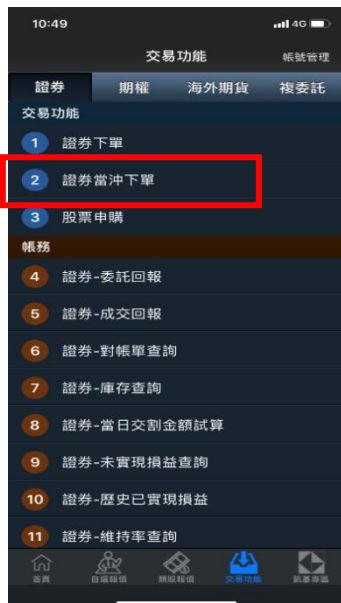 10:49
4G
交易功能
帳號管理
證券 期權 海外期貨 複委託
交易功能
1 證券下單
2 證券當沖下單
3 股票申購
帳務
4 證券-委託回報
5 證券-成交回報
6 證券-對帳單查詢
7 證券-庫存查詢
8 證券-當日交割金額試算
9 證券-未實現損益查詢
10 證券-歷史已實現損益
11 證券-維持率查詢
首頁 自選報價 類股報價 交易功能 凱基專區